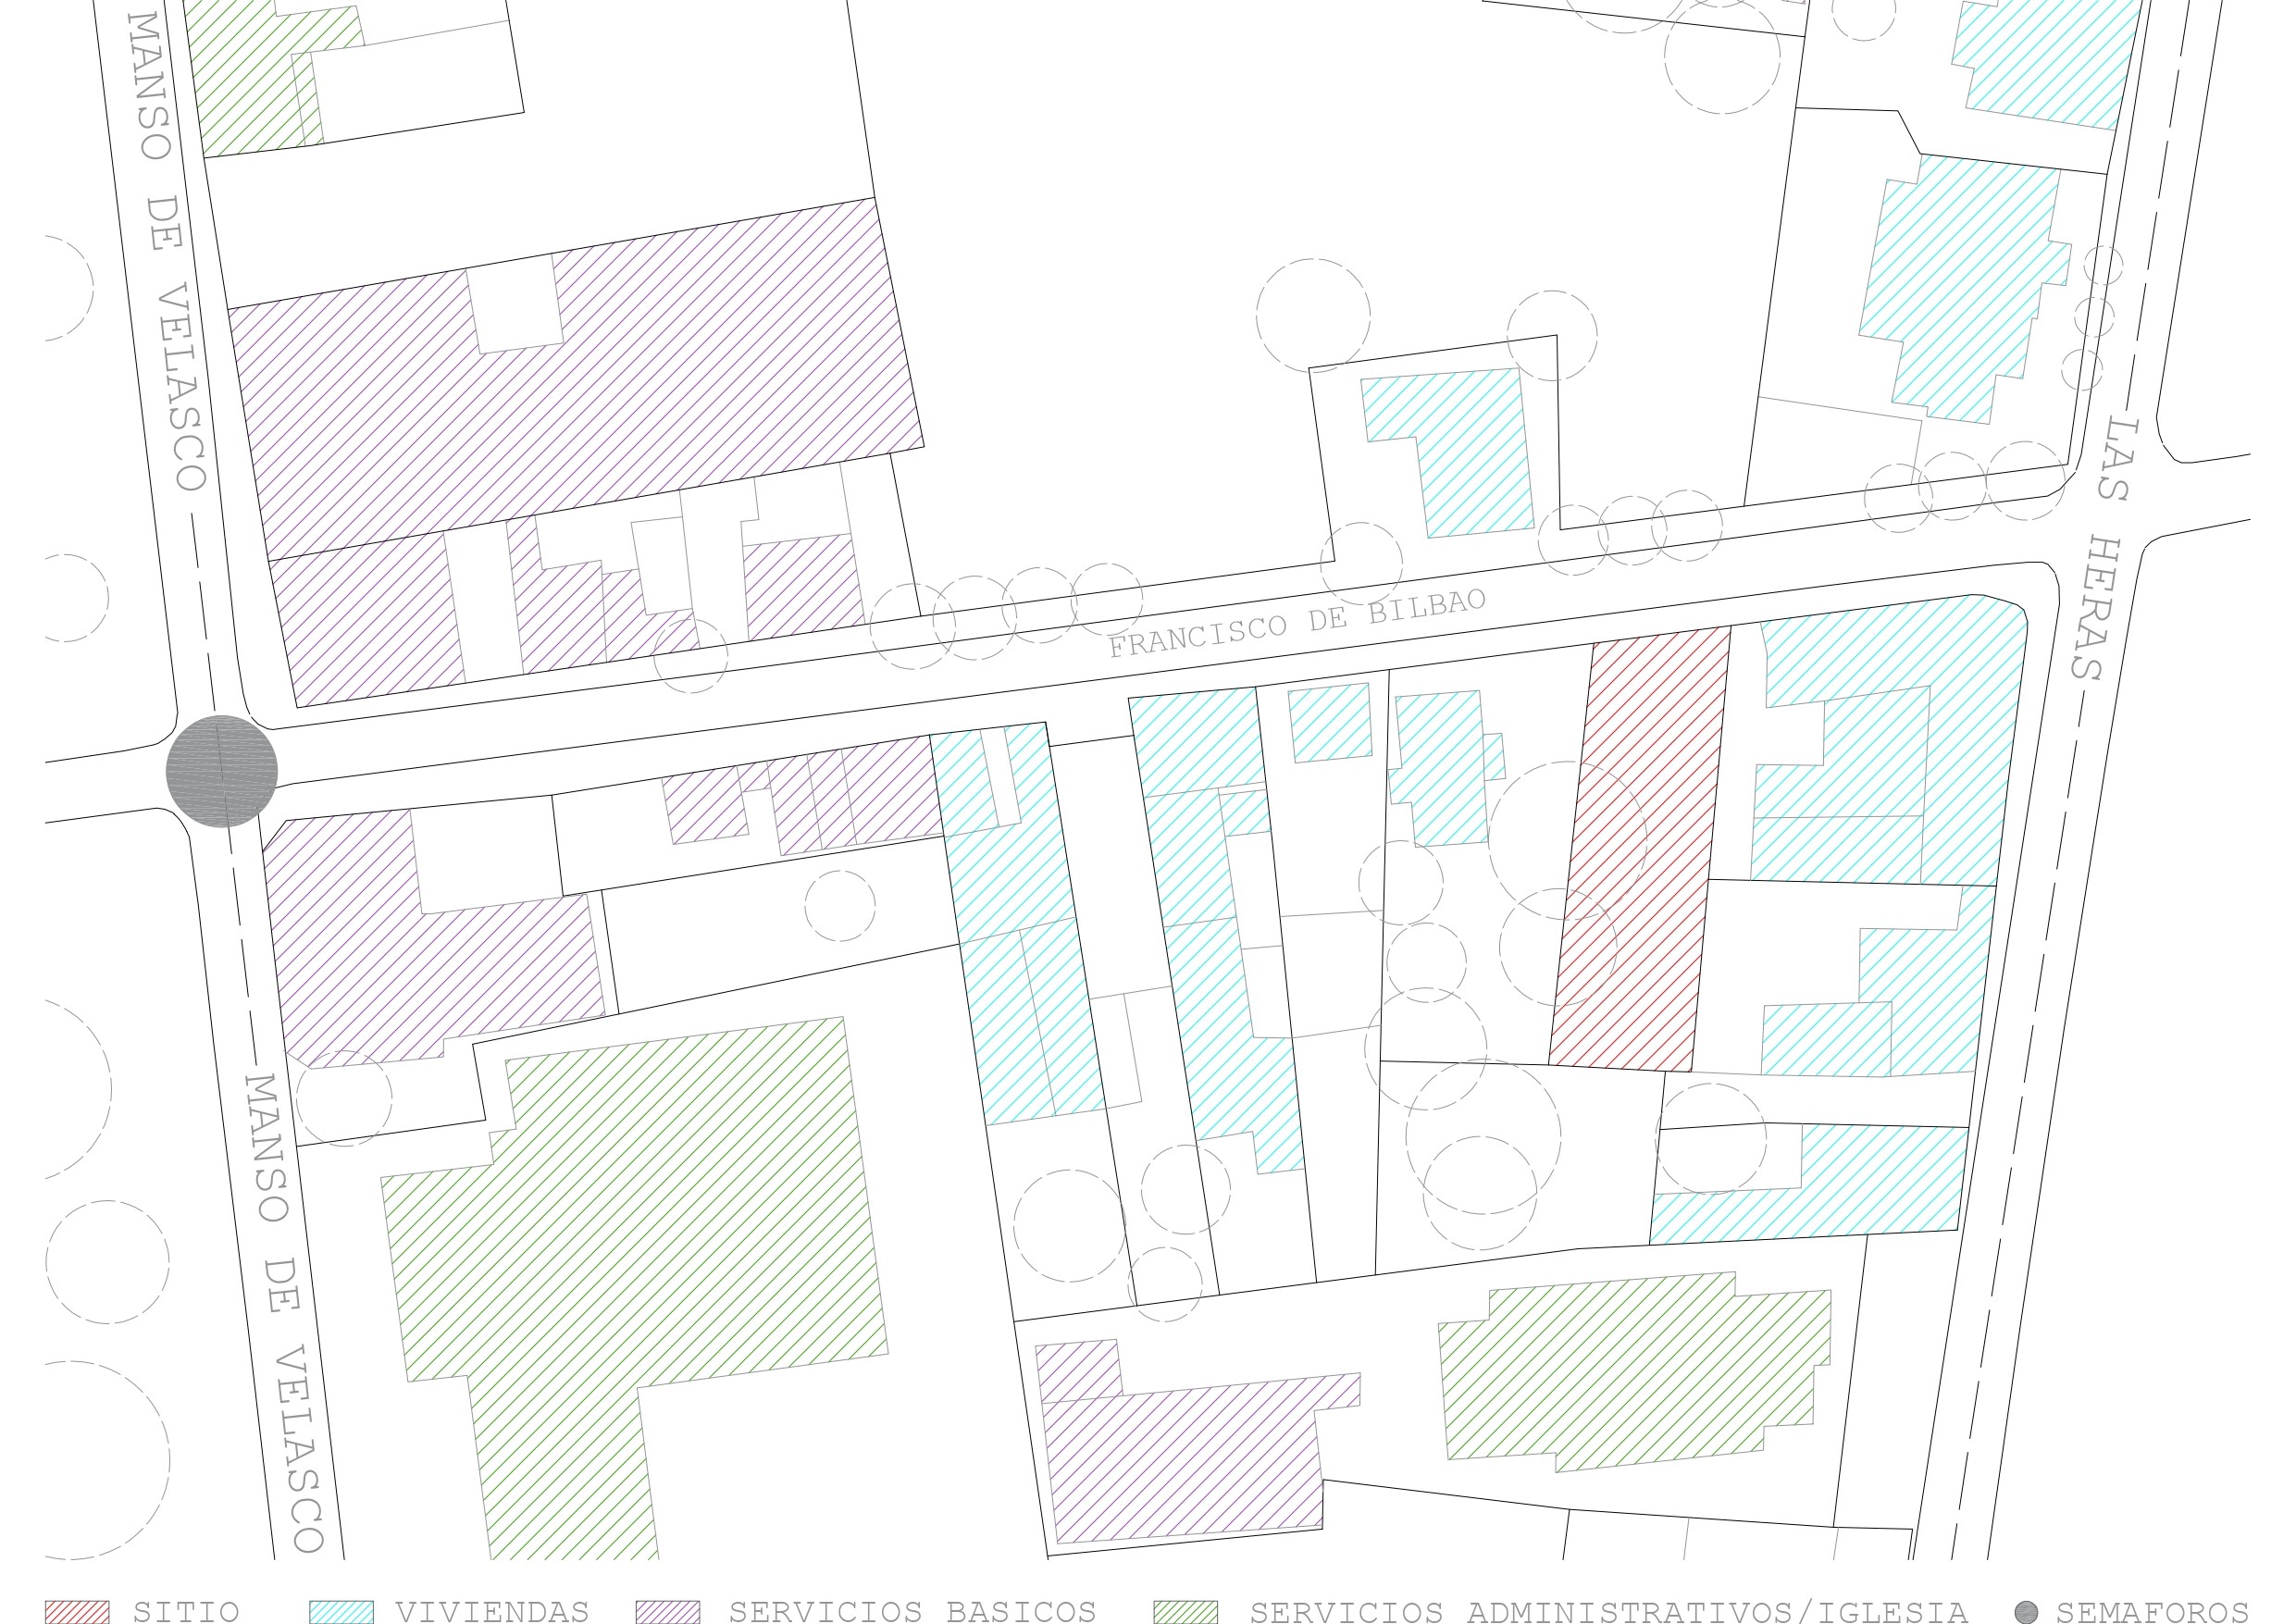 MANSO DE VELASCO
LAS HERAS
FRANCISCO DE BILBAO
MANSO DE VELASCO
SITIO
VIVIENDAS
SERVICIOS BASICOS
SERVICIOS ADMINISTRATIVOS/IGLESIA
SEMAFOROS